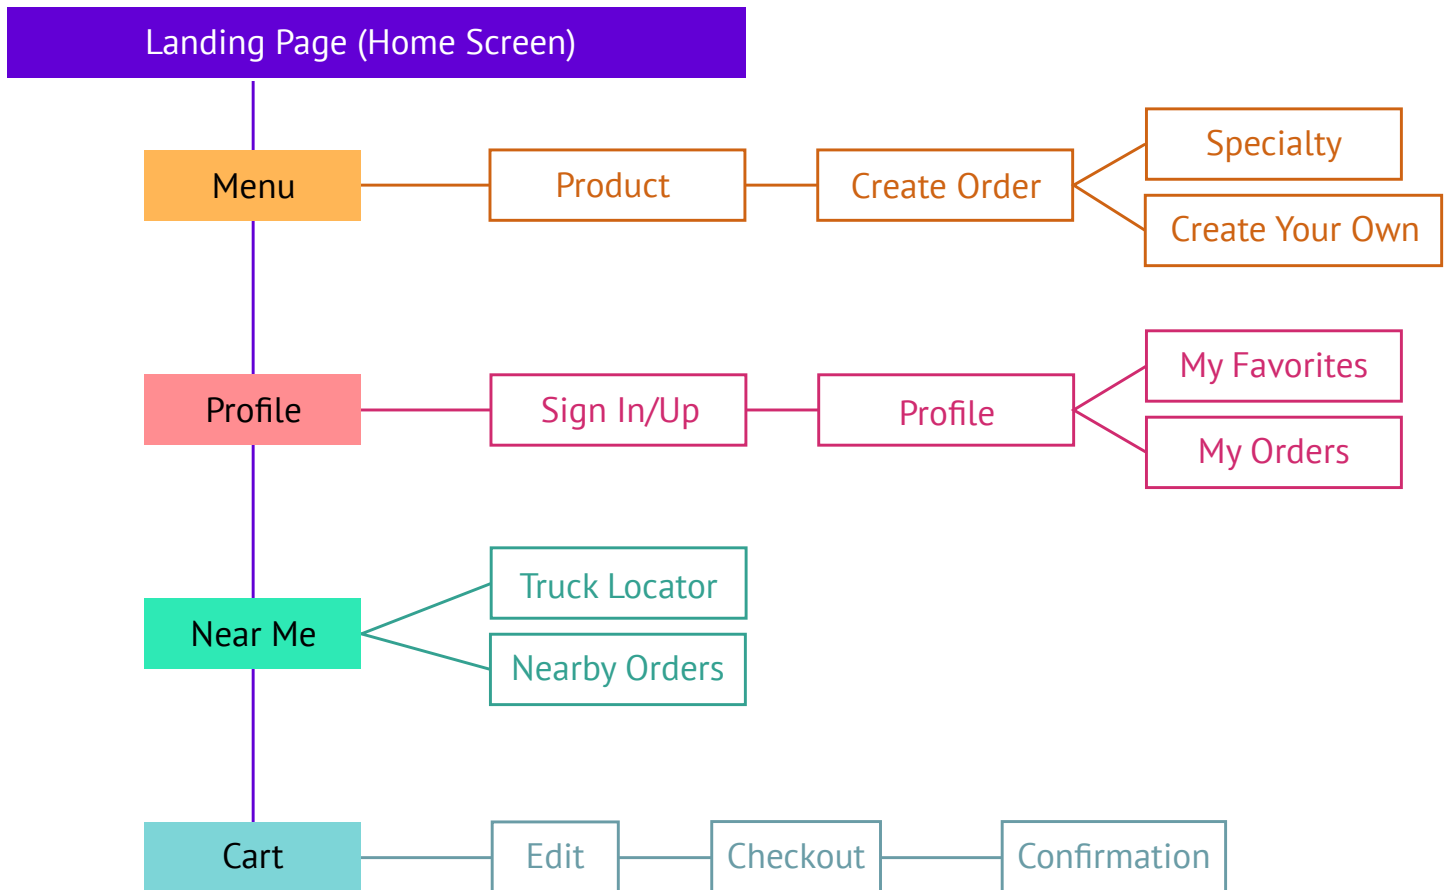 Landing Page (Home Screen)
Menu
Product
Create Order
Specialty
Create Your Own
Profile
Sign In/Up
Profile
My Favorites
My Orders
Near Me
Truck Locator
Nearby Orders
Cart
Edit
Checkout
Confirmation